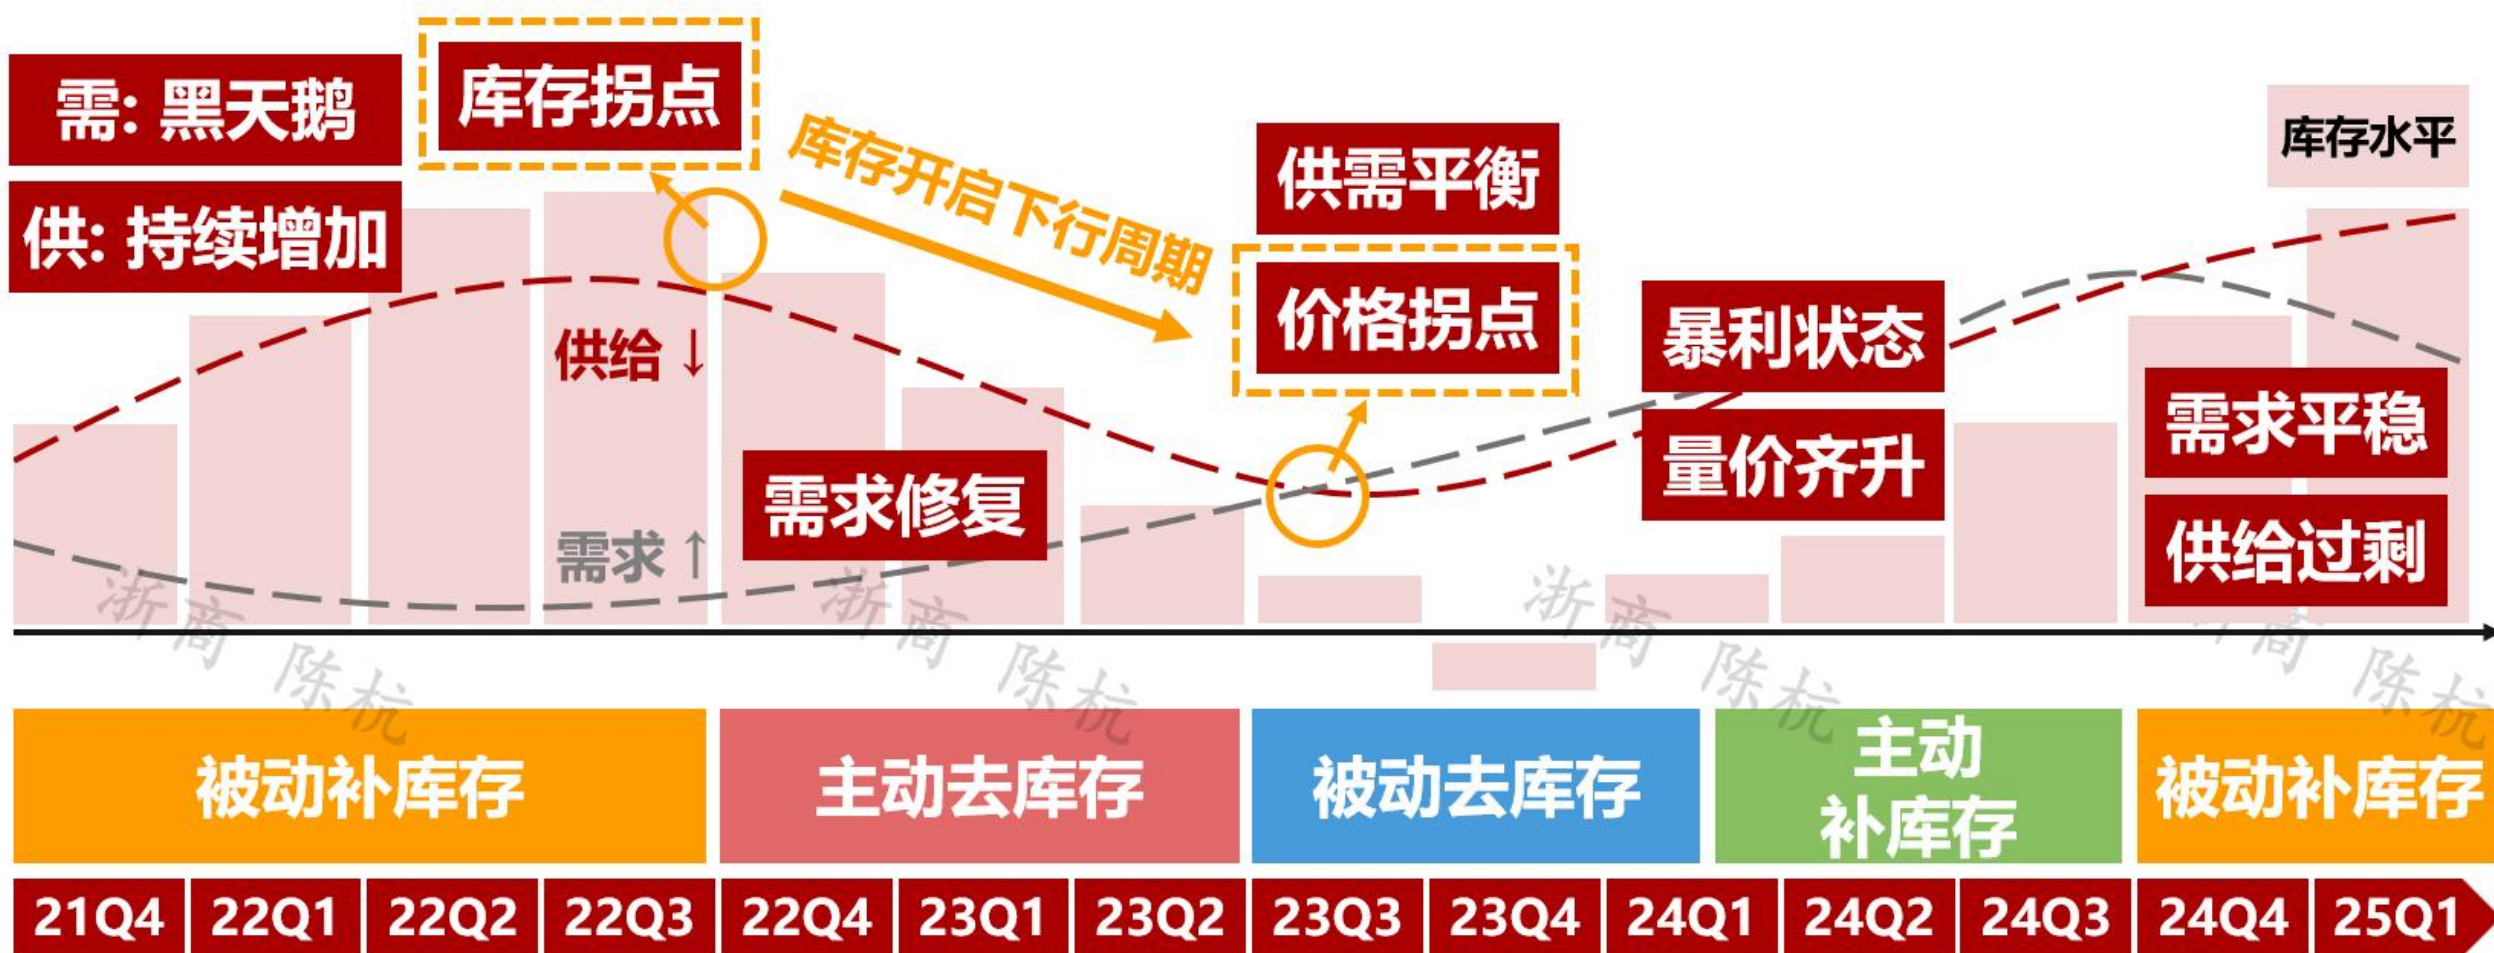 需: 黑天鹅
供: 持续增加
库存拐点
库存开启下行周期
供需平衡
价格拐点
库存水平
供给 ↓
需求 ↑
需求修复
暴利状态
量价齐升
需求平稳
供给过剩
浙商 陈杭
浙商 陈杭
浙商 陈杭
浙商 陈杭
被动补库存
主动去库存
被动去库存
主动
补库存
被动补库存
21Q4 22Q1 22Q2 22Q3 22Q4 23Q1 23Q2 23Q3 23Q4 24Q1 24Q2 24Q3 24Q4 25Q1